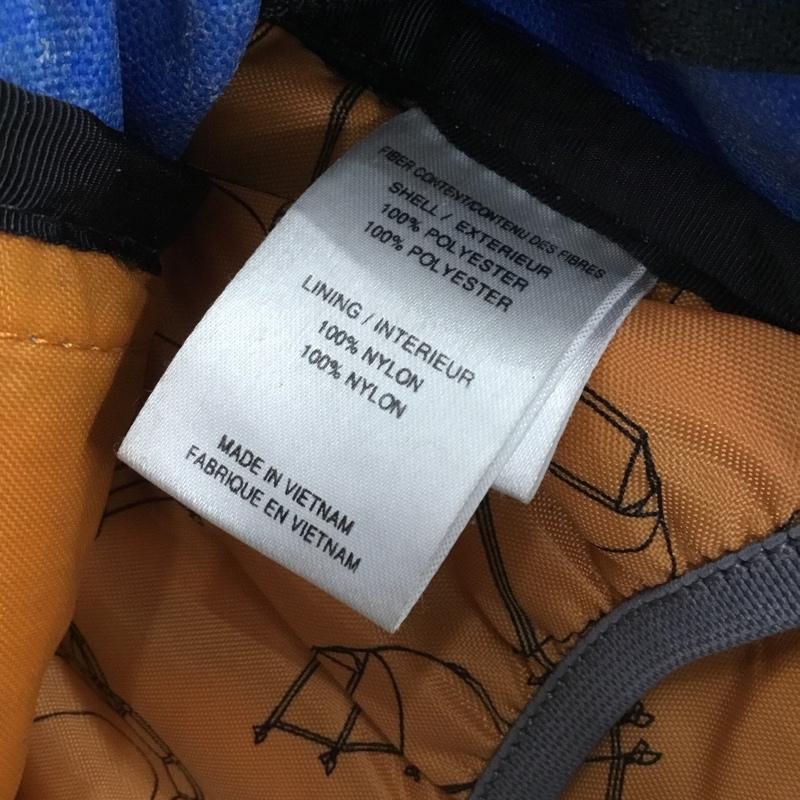 FIBER CONTENT/CONTENU DES FIBRES
SHELL / EXTERIEUR
100% POLYESTER
100% POLYESTER
LINING / INTERIEUR
100% NYLON
100% NYLON
MADE IN VIETNAM
FABRIQUE EN VIETNAM